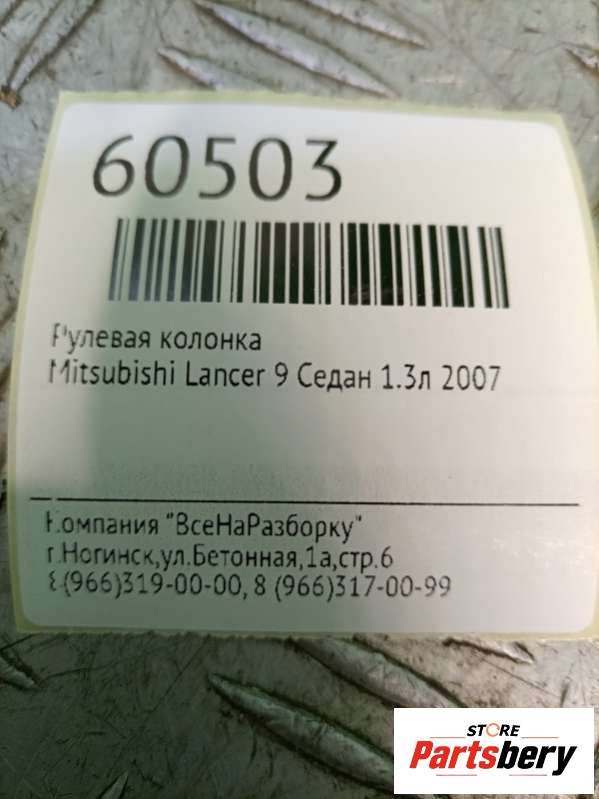 60503
Рулевая колонка
Mitsubishi Lancer 9 Седан 1.3л 2007
Компания "ВсеНаРазборку"
г.Ногинск,ул.Бетонная,1а,стр.6
8(966)319-00-00, 8 (966)317-00-99
STORE
Partsbery